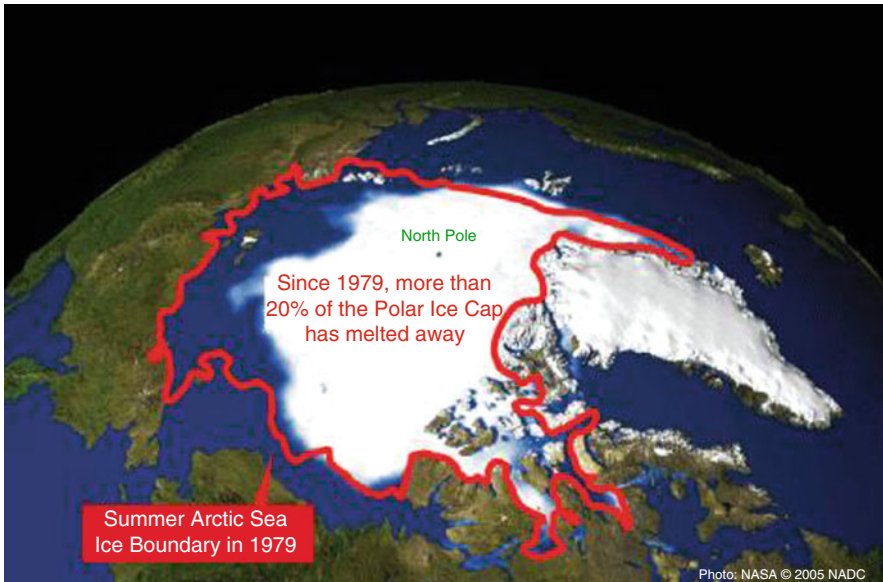 North Pole
Since 1979, more than
20% of the Polar Ice Cap
has melted away
Summer Arctic Sea
Ice Boundary in 1979
Photo: NASA © 2005 NADC